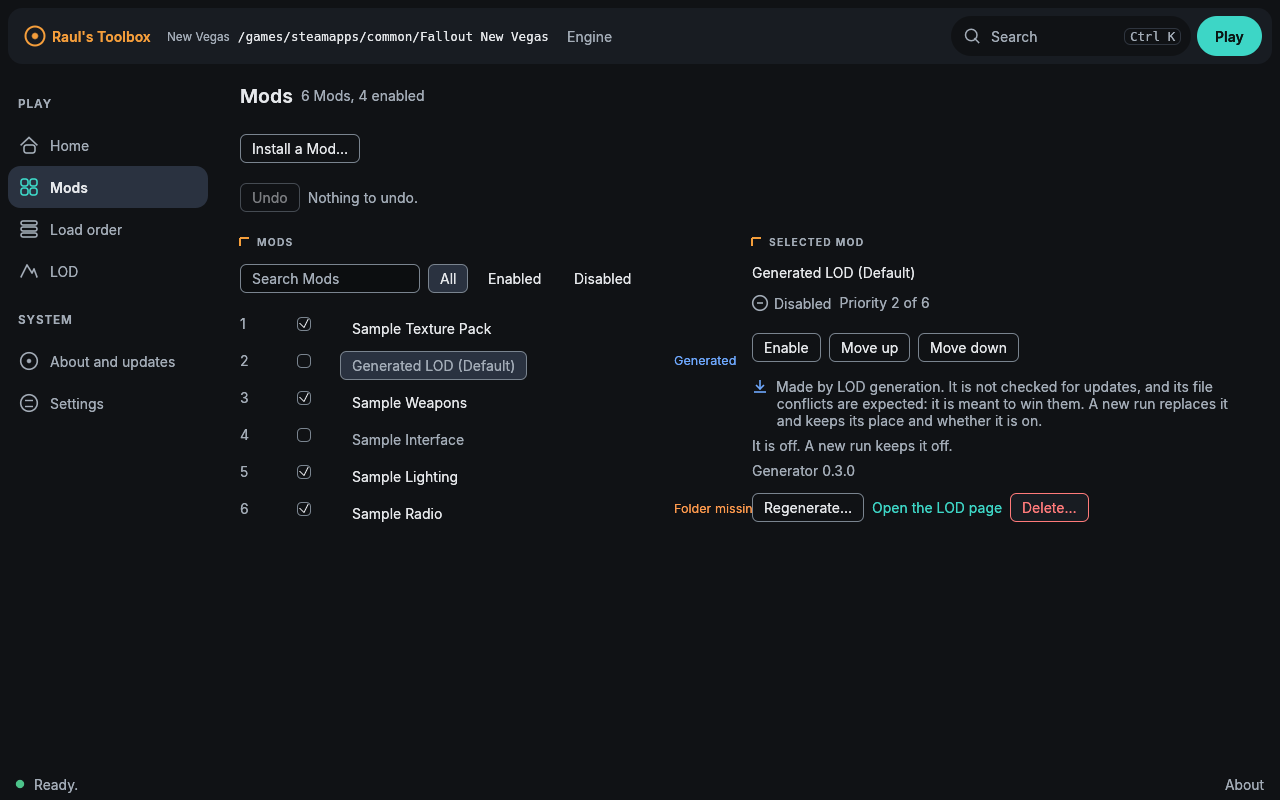 Raul's Toolbox New Vegas /games/steamapps/common/Fallout New Vegas Engine Search Ctrl K Play
PLAY
Home
Mods
Load order
LOD
SYSTEM
About and updates
Settings
Mods 6 Mods, 4 enabled
Install a Mod...
Undo Nothing to undo.
MODS
Search Mods All Enabled Disabled
1 Sample Texture Pack
2 Generated LOD (Default) Generated
3 Sample Weapons
4 Sample Interface
5 Sample Lighting
6 Sample Radio Folder missin
SELECTED MOD
Generated LOD (Default)
Disabled Priority 2 of 6
Enable Move up Move down
Made by LOD generation. It is not checked for updates, and its file
conflicts are expected: it is meant to win them. A new run replaces it
and keeps its place and whether it is on.
It is off. A new run keeps it off.
Generator 0.3.0
Regenerate... Open the LOD page Delete...
Ready. About